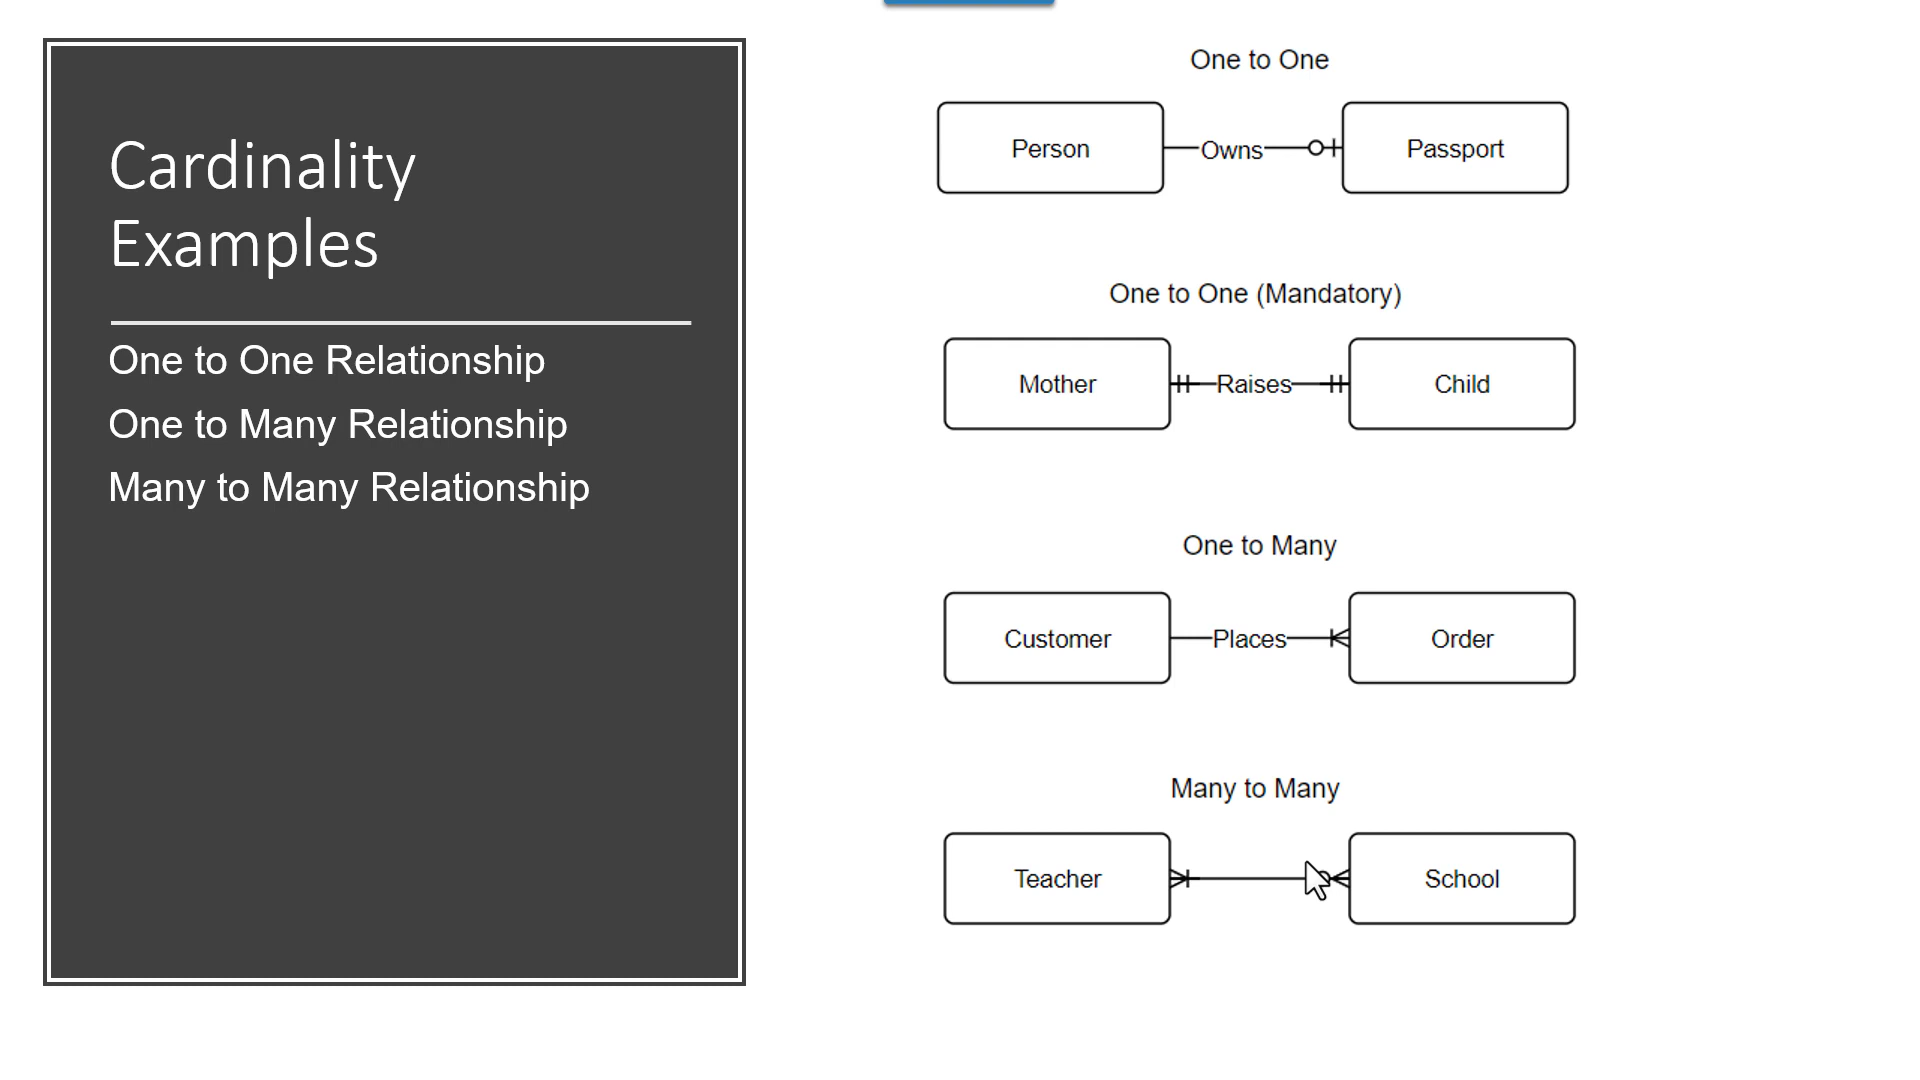 Cardinality
Examples
One to One Relationship
One to Many Relationship
Many to Many Relationship
One to One
Person
Owns
Passport
One to One (Mandatory)
Mother
Raises
Child
One to Many
Customer
Places
Order
Many to Many
Teacher
School